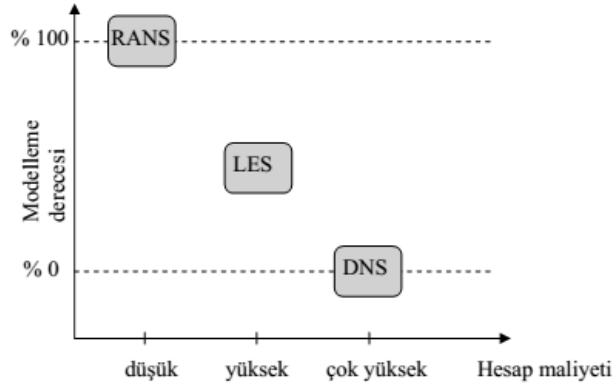 % 100
RANS
LES
Modelleme
derecesi
% 0
DNS
düşük
yüksek
çok yüksek
Hesap maliyeti